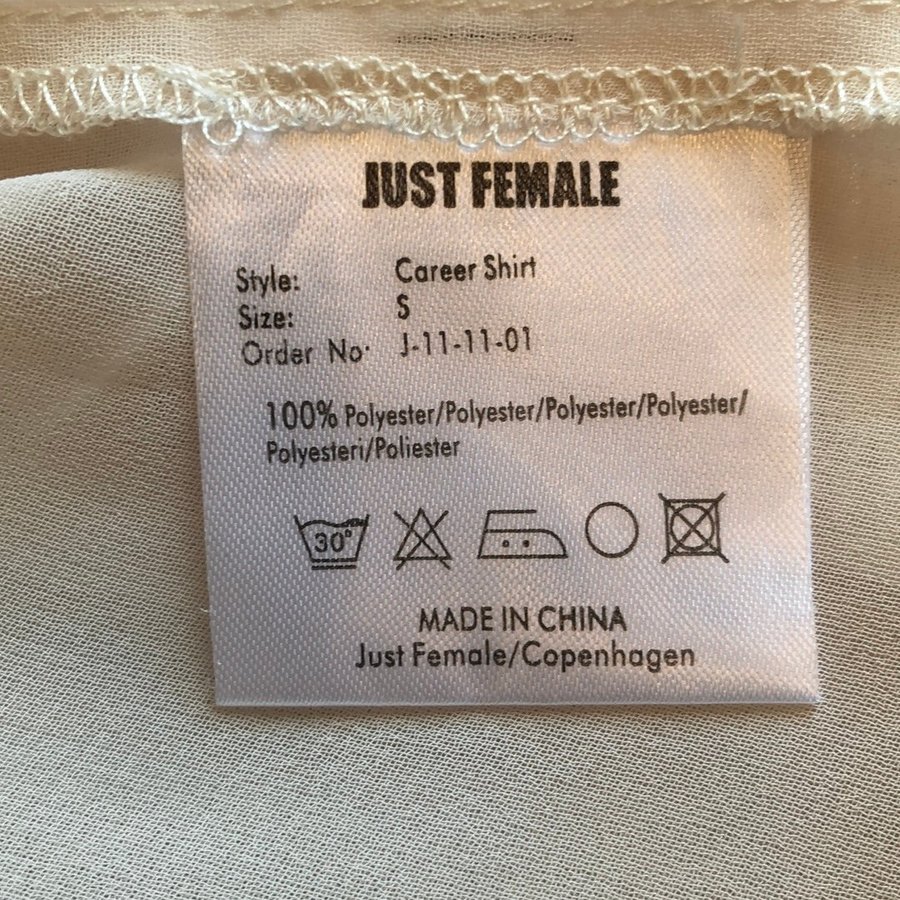 JUST FEMALE
Style: Career Shirt
Size: S
Order No: J-11-11-01
100% Polyester/Polyester/Polyester/Polyester/
Polyesteri/Poliester
30°
MADE IN CHINA
Just Female/Copenhagen